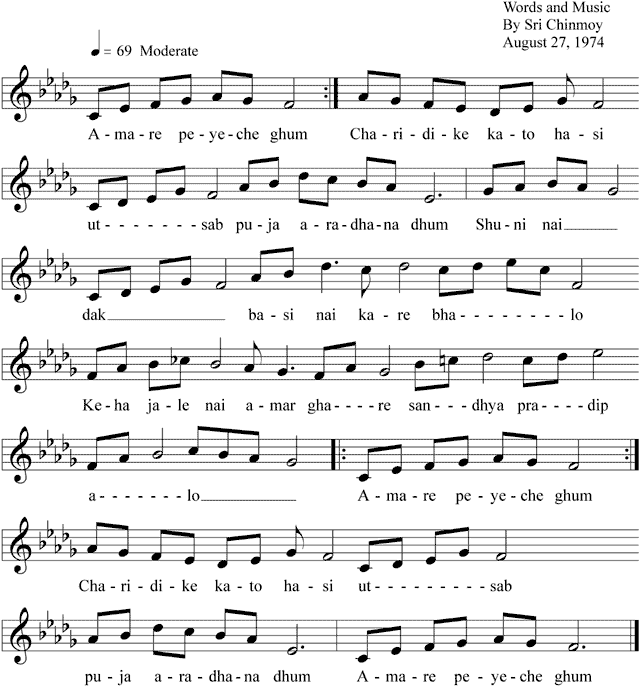 Words and Music
By Sri Chinmoy
August 27, 1974
= 69 Moderate
A - ma - re pe - ye - che ghum Cha - ri - di - ke ka - to ha - si
ut - - - - - - - - sab pu - ja a - ra - dha - na dhum Shu - ni nai
dak ba - si nai ka - re bha - - - - - - - - lo
Ke - ha ja - le nai a - mar gha - - - - re san - - - dhya pra - - - - dip
a - - - - - - - lo A - ma - re pe - ye - che ghum
Cha - ri - di - ke ka - to ha - si ut - - - - - - - - sab
pu - ja a - ra - dha - na dhum A - ma - re pe - ye - che ghum